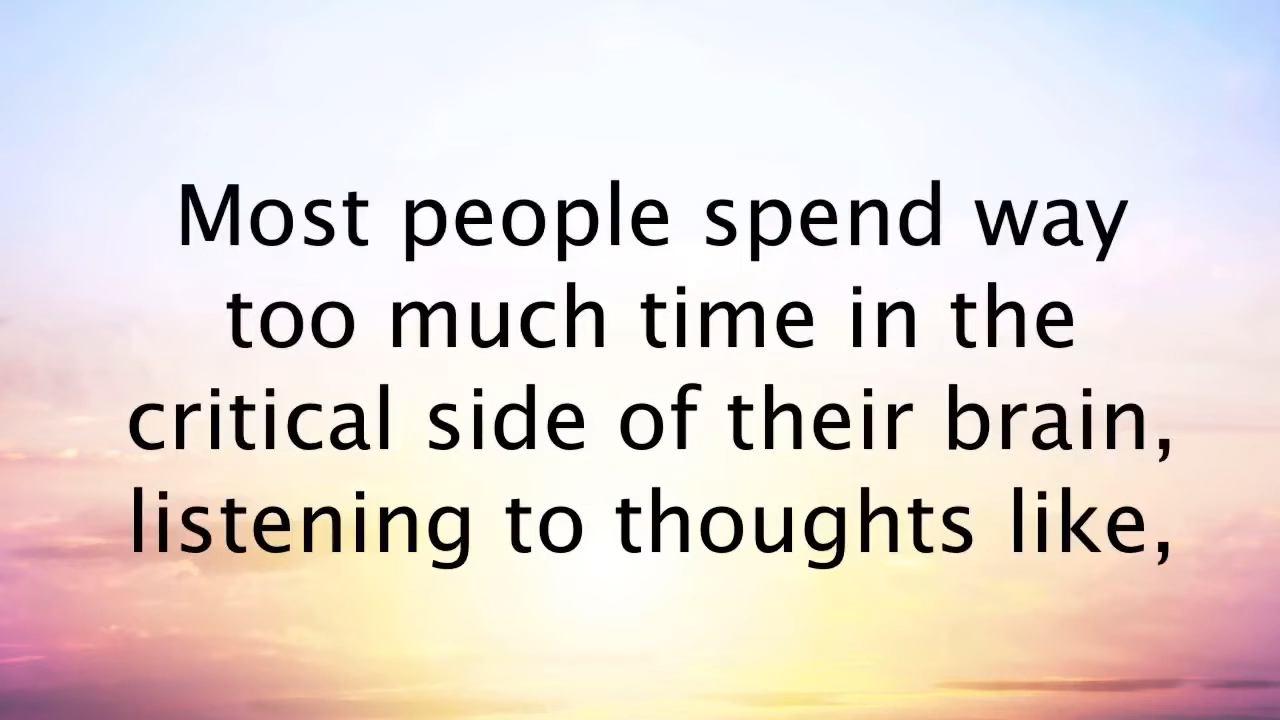 Most people spend way
too much time in the
critical side of their brain,
listening to thoughts like,